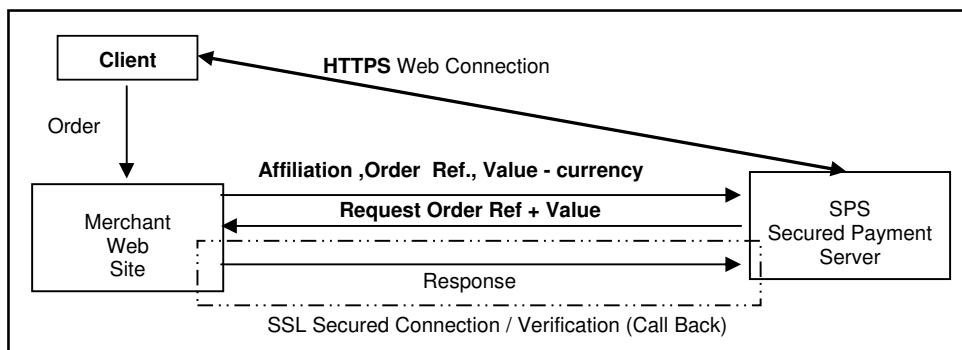 Client
HTTPS Web Connection
Order
Affiliation ,Order Ref., Value - currency
Request Order Ref + Value
Merchant
Web
Site
SPS
Secured Payment
Server
Response
SSL Secured Connection / Verification (Call Back)